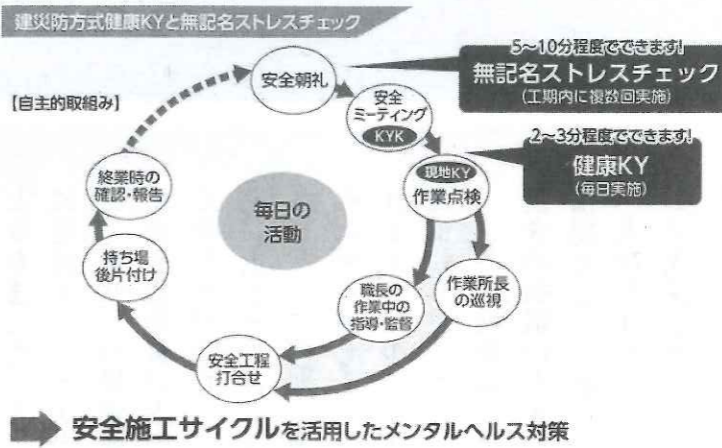 建災防方式健康KYと無記名ストレスチェック
5~10分程度でできます!
無記名ストレスチェック
(工期内に複数回実施)
【自主的取組み】
安全朝礼
安全
ミーティング
KYK
2~3分程度でできます!
健康KY
(毎日実施)
現地KY
作業点検
終業時の
確認・報告
毎日の
活動
持ち場
後片付け
職長の
作業中の
指導・監督
作業所長
の巡視
安全工程
打合せ
安全施工サイクルを活用したメンタルヘルス対策